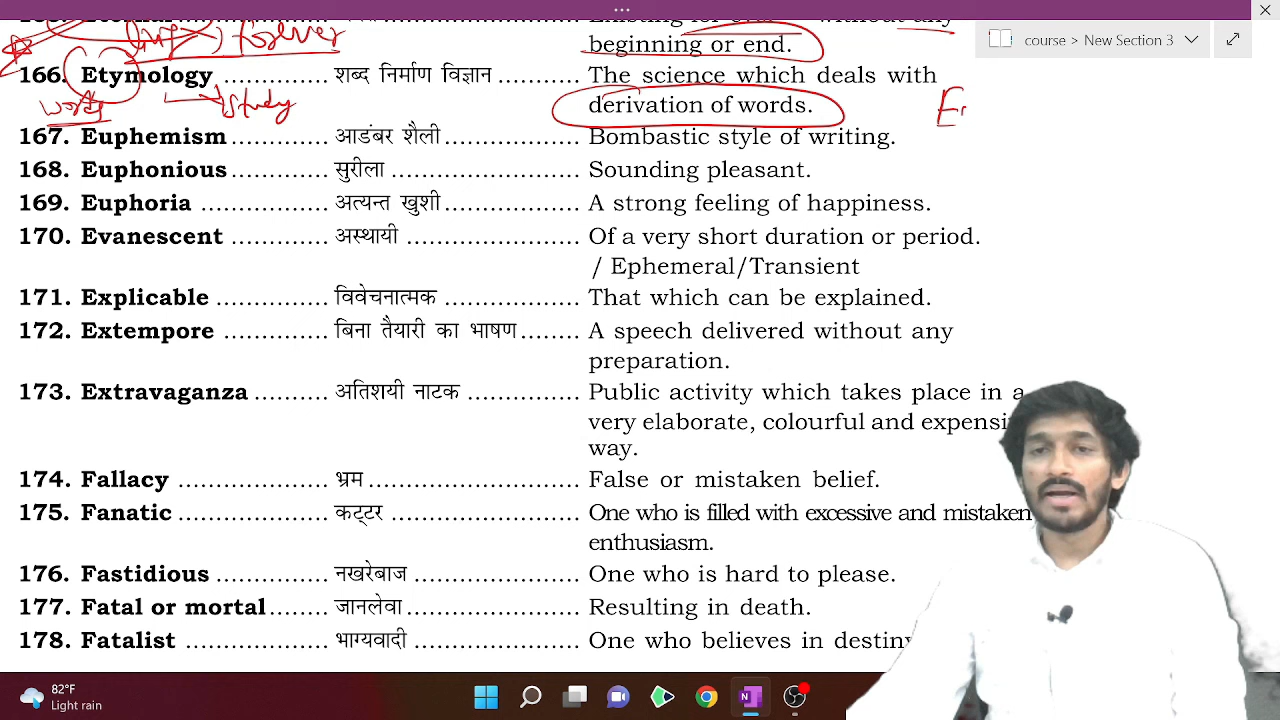 forever
beginning or end.
course > New Section 3
166. Etymology ............. शब्द निर्माण विज्ञान ........... The science which deals with
words study
derivation of words.
167. Euphemism ............. आडंबर शैली .................. Bombastic style of writing.
168. Euphonious ............. सुरीला ......................... Sounding pleasant.
169. Euphoria ................. अत्यन्त खुशी .................. A strong feeling of happiness.
170. Evanescent .............. अस्थायी ....................... Of a very short duration or period.
/ Ephemeral/Transient
171. Explicable ............... विवेचनात्मक .................. That which can be explained.
172. Extempore .............. बिना तैयारी का भाषण ........ A speech delivered without any
preparation.
173. Extravaganza .......... अतिशयी नाटक ............... Public activity which takes place in a
very elaborate, colourful and
way.
174. Fallacy .................... भ्रम ............................ False or mistaken belief.
175. Fanatic .................... कट्टर .......................... One who is filled with excessive and mistaken
enthusiasm.
176. Fastidious ............... नखरेबाज ...................... One who is hard to please.
177. Fatal or mortal ........ जानलेवा ........................ Resulting in death.
178. Fatalist .................... भाग्यवादी ..................... One who believes in destiny
82°F
Light rain